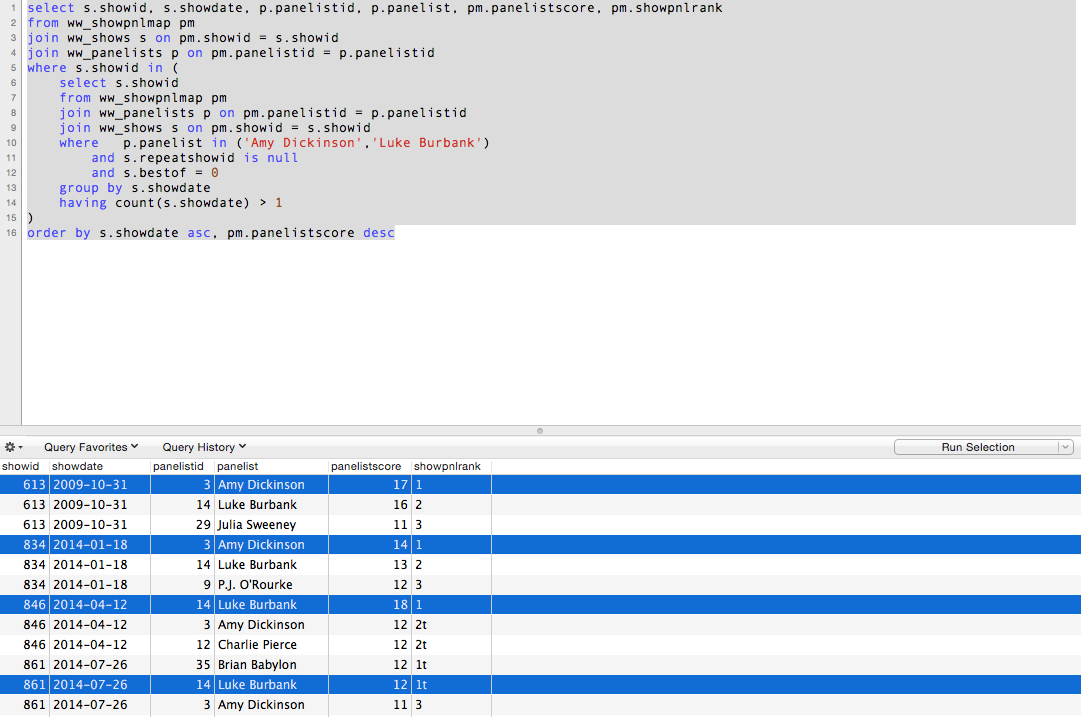 1 select s.showid, s.showdate, p.panelistid, p.panelist, pm.panelistscore, pm.showpnlrank
2 from ww_showpnlmap pm
3 join ww_shows s on pm.showid = s.showid
4 join ww_panelists p on pm.panelistid = p.panelistid
5 where s.showid in (
6 select s.showid
7 from ww_showpnlmap pm
8 join ww_panelists p on pm.panelistid = p.panelistid
9 join ww_shows s on pm.showid = s.showid
10 where p.panelist in ('Amy Dickinson','Luke Burbank')
11 and s.repeatshowid is null
12 and s.bestof = 0
13 group by s.showdate
14 having count(s.showdate) > 1
15 )
16 order by s.showdate asc, pm.panelistscore desc
Query Favorites Query History Run Selection
showid showdate panelistid panelist panelistscore showpnlrank
613 2009-10-31 3 Amy Dickinson 17 1
613 2009-10-31 14 Luke Burbank 16 2
613 2009-10-31 29 Julia Sweeney 11 3
834 2014-01-18 3 Amy Dickinson 14 1
834 2014-01-18 14 Luke Burbank 13 2
834 2014-01-18 9 P.J. O'Rourke 12 3
846 2014-04-12 14 Luke Burbank 18 1
846 2014-04-12 3 Amy Dickinson 12 2t
846 2014-04-12 12 Charlie Pierce 12 2t
861 2014-07-26 35 Brian Babylon 12 1t
861 2014-07-26 14 Luke Burbank 12 1t
861 2014-07-26 3 Amy Dickinson 11 3